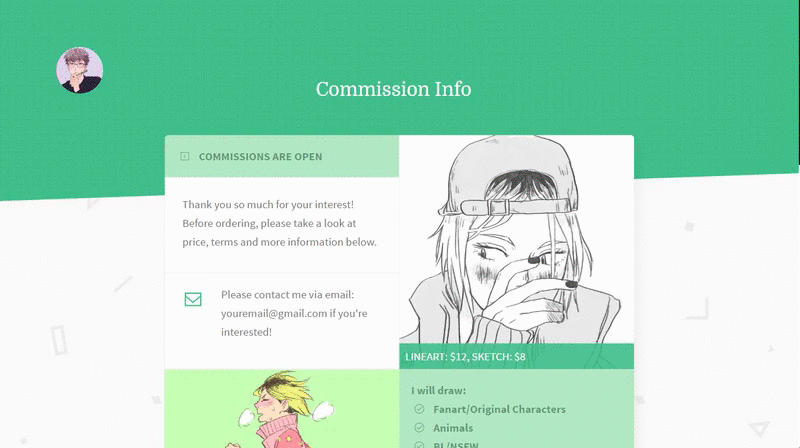 Commission Info
COMMISSIONS ARE OPEN
Thank you so much for your interest!
Before ordering, please take a look at
price, terms and more information below.
Please contact me via email:
youremail@gmail.com if you're
interested!
LINEART: $12, SKETCH: $8
I will draw:
Fanart/Original Characters
Animals
BL/NSFW